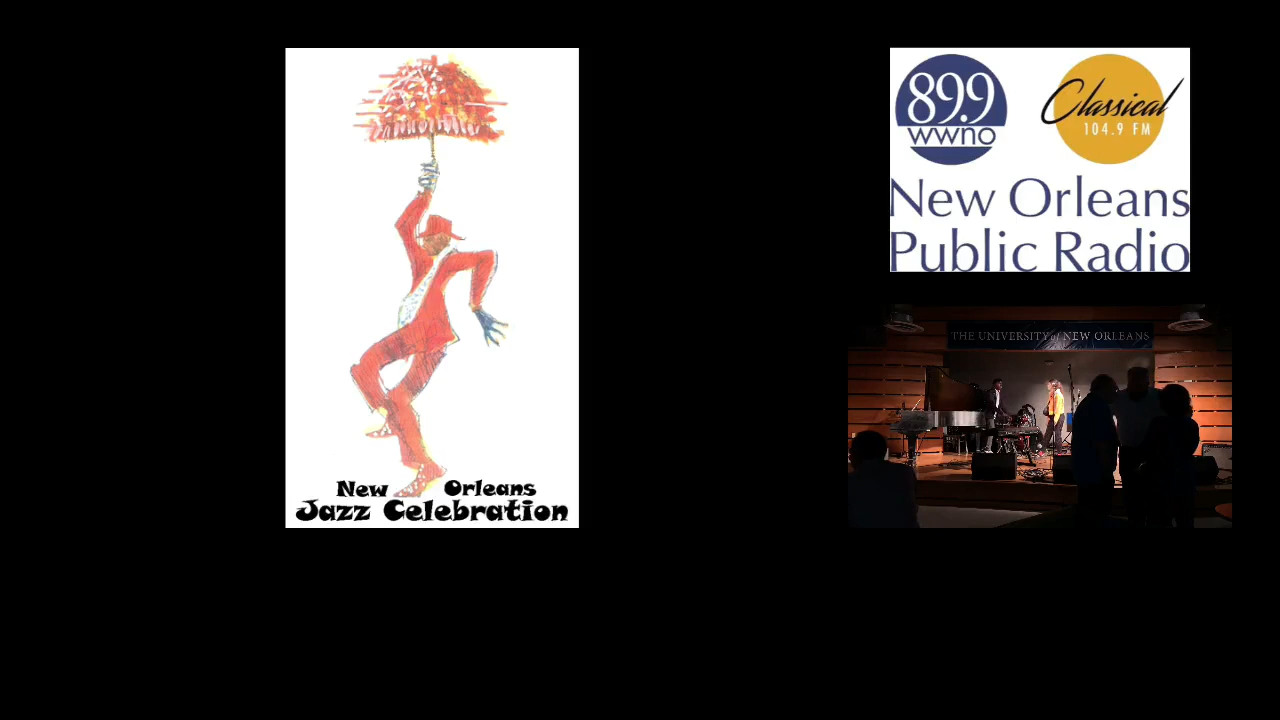 New Orleans
Jazz Celebration
89.9
wwno
Classical
104.9 FM
New Orleans
Public Radio
THE UNIVERSITY of NEW ORLEANS